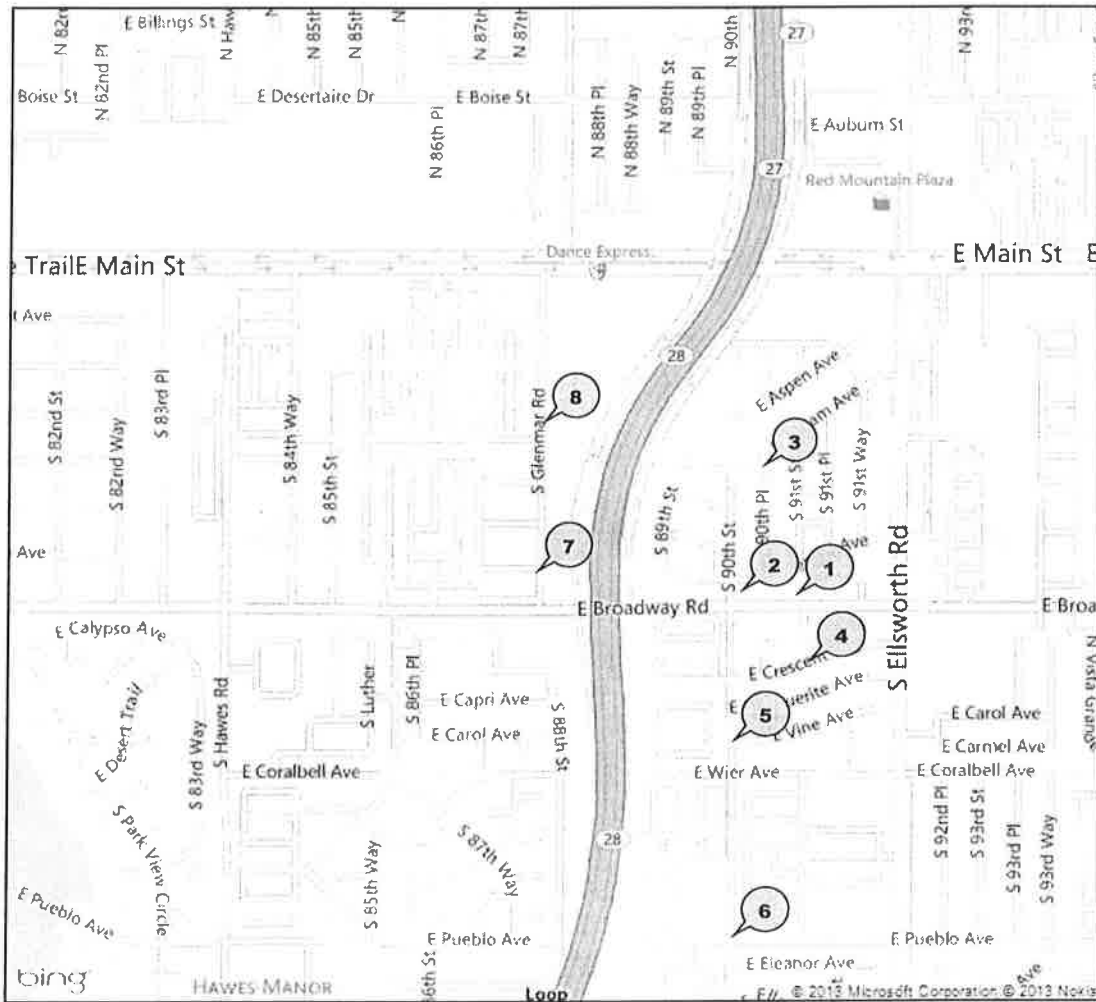 E Billings St
N 82nd Pl
N 85th
N 85th
N 87th
N 87th
N 90th
27
Boise St
E Desertaire Dr
E Boise St
N 86th Pl
N 88th Pl
N 88th Way
N 89th St
N 89th Pl
E Auburn St
27
Red Mountain Plaza
Dance Express
TrailE Main St
E Main St
28
S 82nd St
S 82nd Way
S 83rd Pl
S 84th Way
S 85th St
S Glenmar Rd
8
E Aspen Ave
3
S 91st Pl
S 91st Way
S 89th St
S 90th St
90th Pl
Ave
7
2
1
Ave
S Ellsworth Rd
E Broadway Rd
E Calypso Ave
4
E Crescent
E Desert Trail
S 83rd Way
S Hawes Rd
S Luther
S 86th Pl
E Capri Ave
E Carol Ave
S 88th St
5
E Vine Ave
E Carol Ave
E Carmel Ave
E Coralbell Ave
E Wier Ave
E Coralbell Ave
S Park View Circle
S 85th Way
S 87th Way
28
S 92nd Pl
S 93rd St
S 93rd Pl
S 93rd Way
6
E Pueblo Ave
E Pueblo Ave
E Pueblo Ave
E Eleanor Ave
bing
HAWES MANOR
Loop
© 2013 Microsoft Corporation © 2013 Nokia